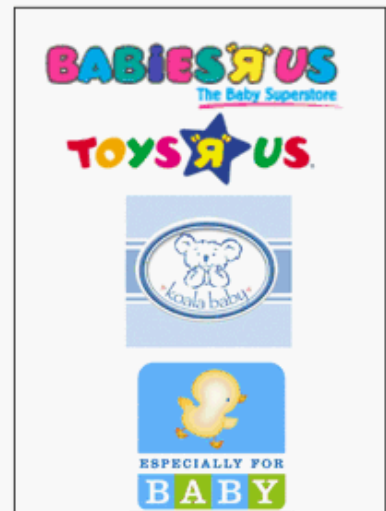 BABIES "R" US
The Baby Superstore
TOYS "R" US.
koala baby
ESPECIALLY FOR
BABY